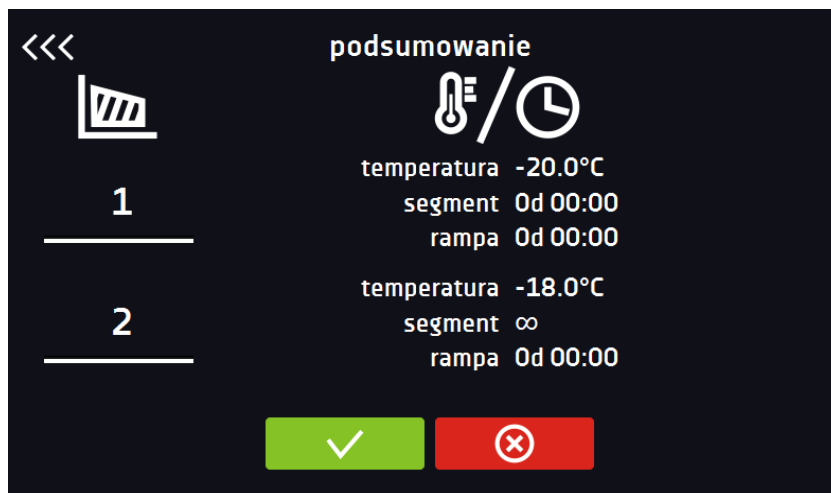 <<<
podsumowanie
1
temperatura -20.0°C
segment 0d 00:00
rampa 0d 00:00
2
temperatura -18.0°C
segment ∞
rampa 0d 00:00